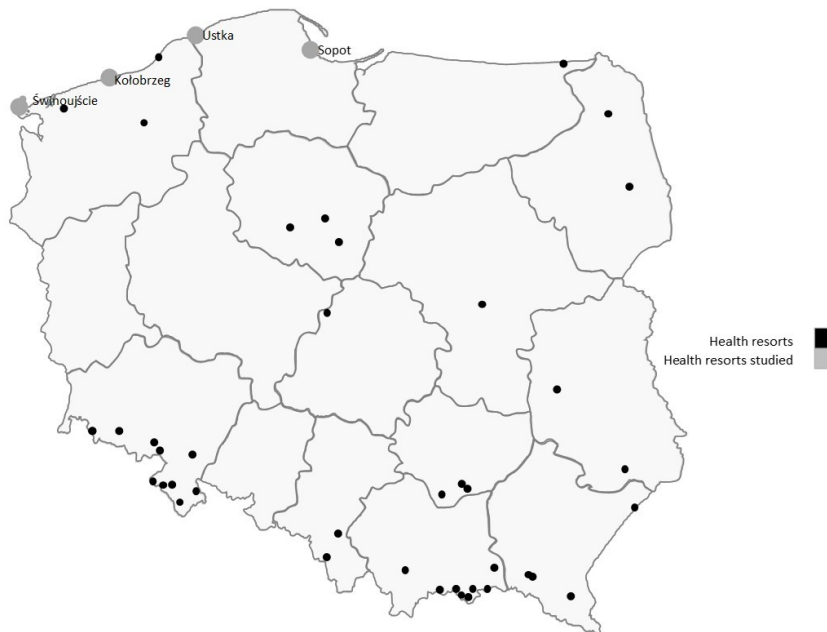 Ustka
Sopot
Kołobrzeg
Świnoujście
Health resorts
Health resorts studied